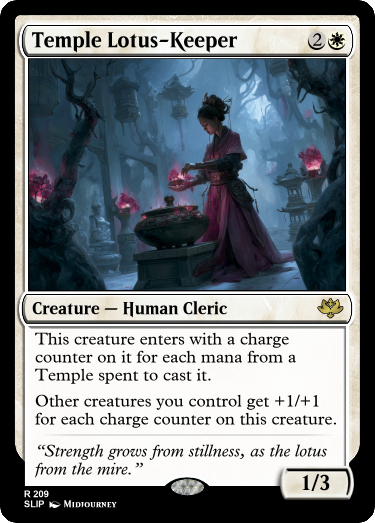 Temple Lotus-Keeper 2
Creature — Human Cleric
This creature enters with a charge
counter on it for each mana from a
Temple spent to cast it.
Other creatures you control get +1/+1
for each charge counter on this creature.
“Strength grows from stillness, as the lotus
from the mire.”
1/3
R 209
SLIP Midjourney